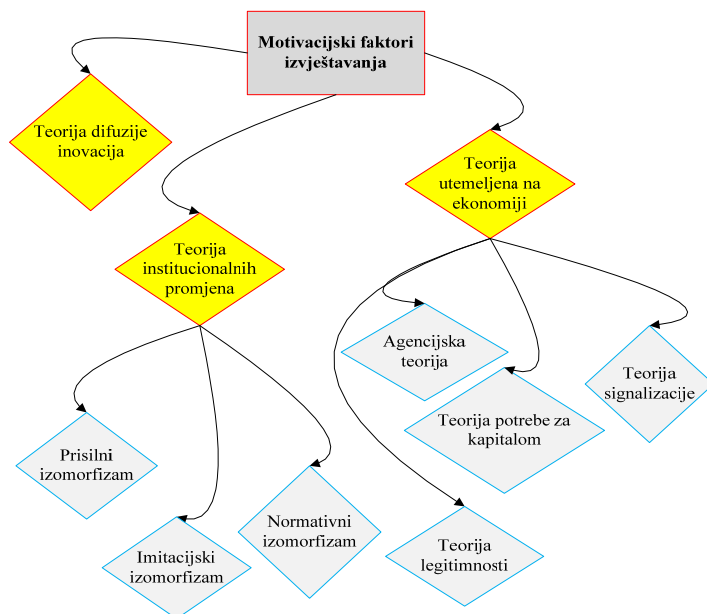 Motivacijski faktori
izvještavanja
Teorija difuzije
inovacija
Teorija
utemeljena na
ekonomiji
Teorija
institucionalnih
promjena
Agencijska
teorija
Teorija
signalizacije
Teorija potrebe za
kapitalom
Prisilni
izomorfizam
Normativni
izomorfizam
Imitacijski
izomorfizam
Teorija
legitimnosti